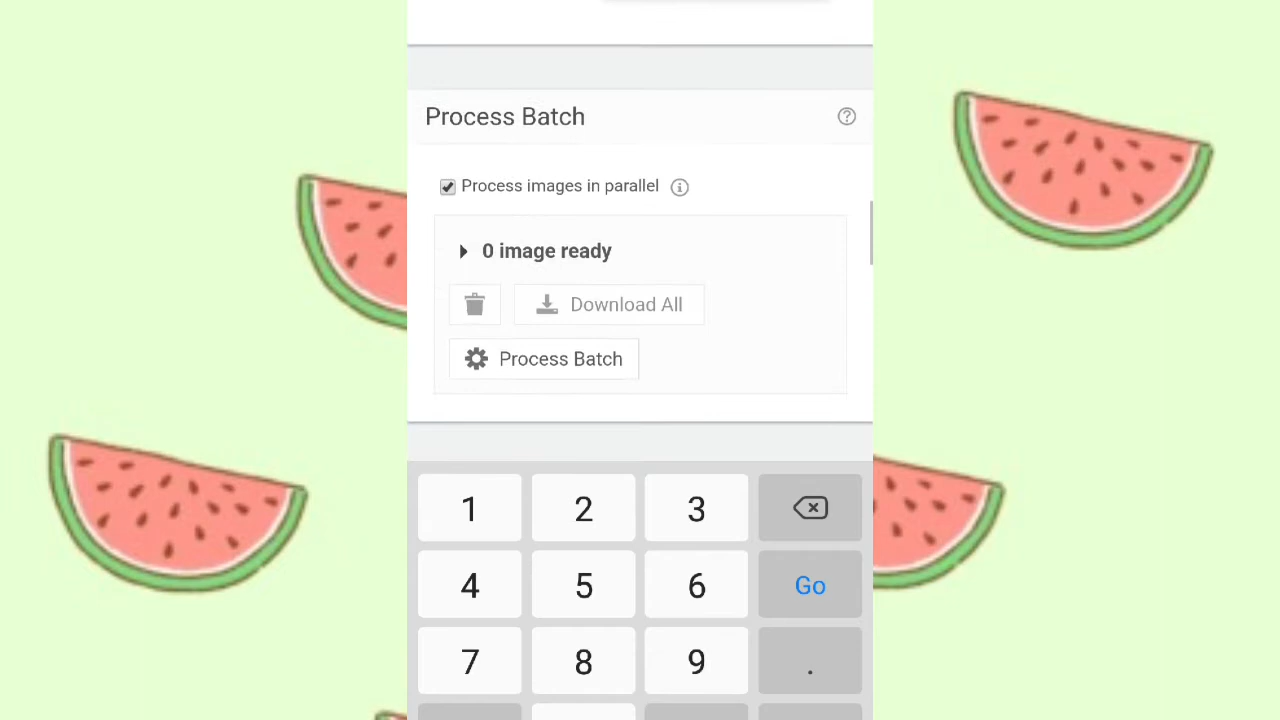 Process Batch
Process images in parallel
0 image ready
Download All
Process Batch
1 2 3
4 5 6 Go
7 8 9 .